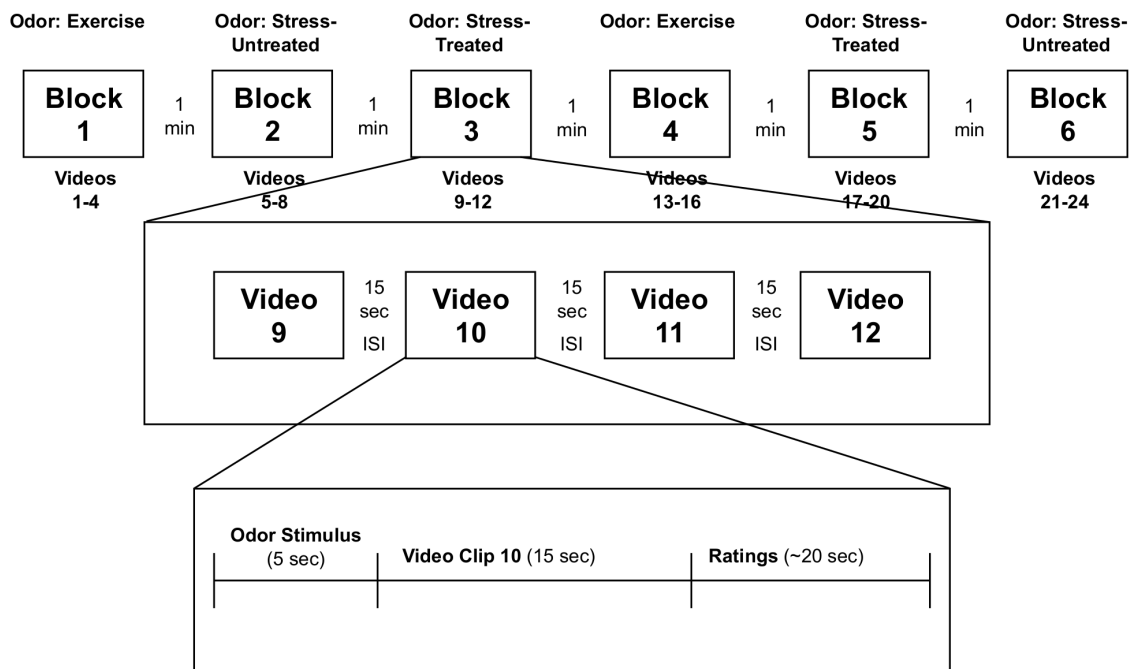 Odor: Exercise
Odor: Stress-
Untreated
Odor: Stress-
Treated
Odor: Exercise
Odor: Stress-
Treated
Odor: Stress-
Untreated
Block
1
1
min
Block
2
1
min
Block
3
1
min
Block
4
1
min
Block
5
1
min
Block
6
Videos
1-4
Videos
5-8
Videos
9-12
Videos
13-16
Videos
17-20
Videos
21-24
Video
9
15
sec
ISI
Video
10
15
sec
ISI
Video
11
15
sec
ISI
Video
12
Odor Stimulus
(5 sec)
Video Clip 10 (15 sec)
Ratings (~20 sec)